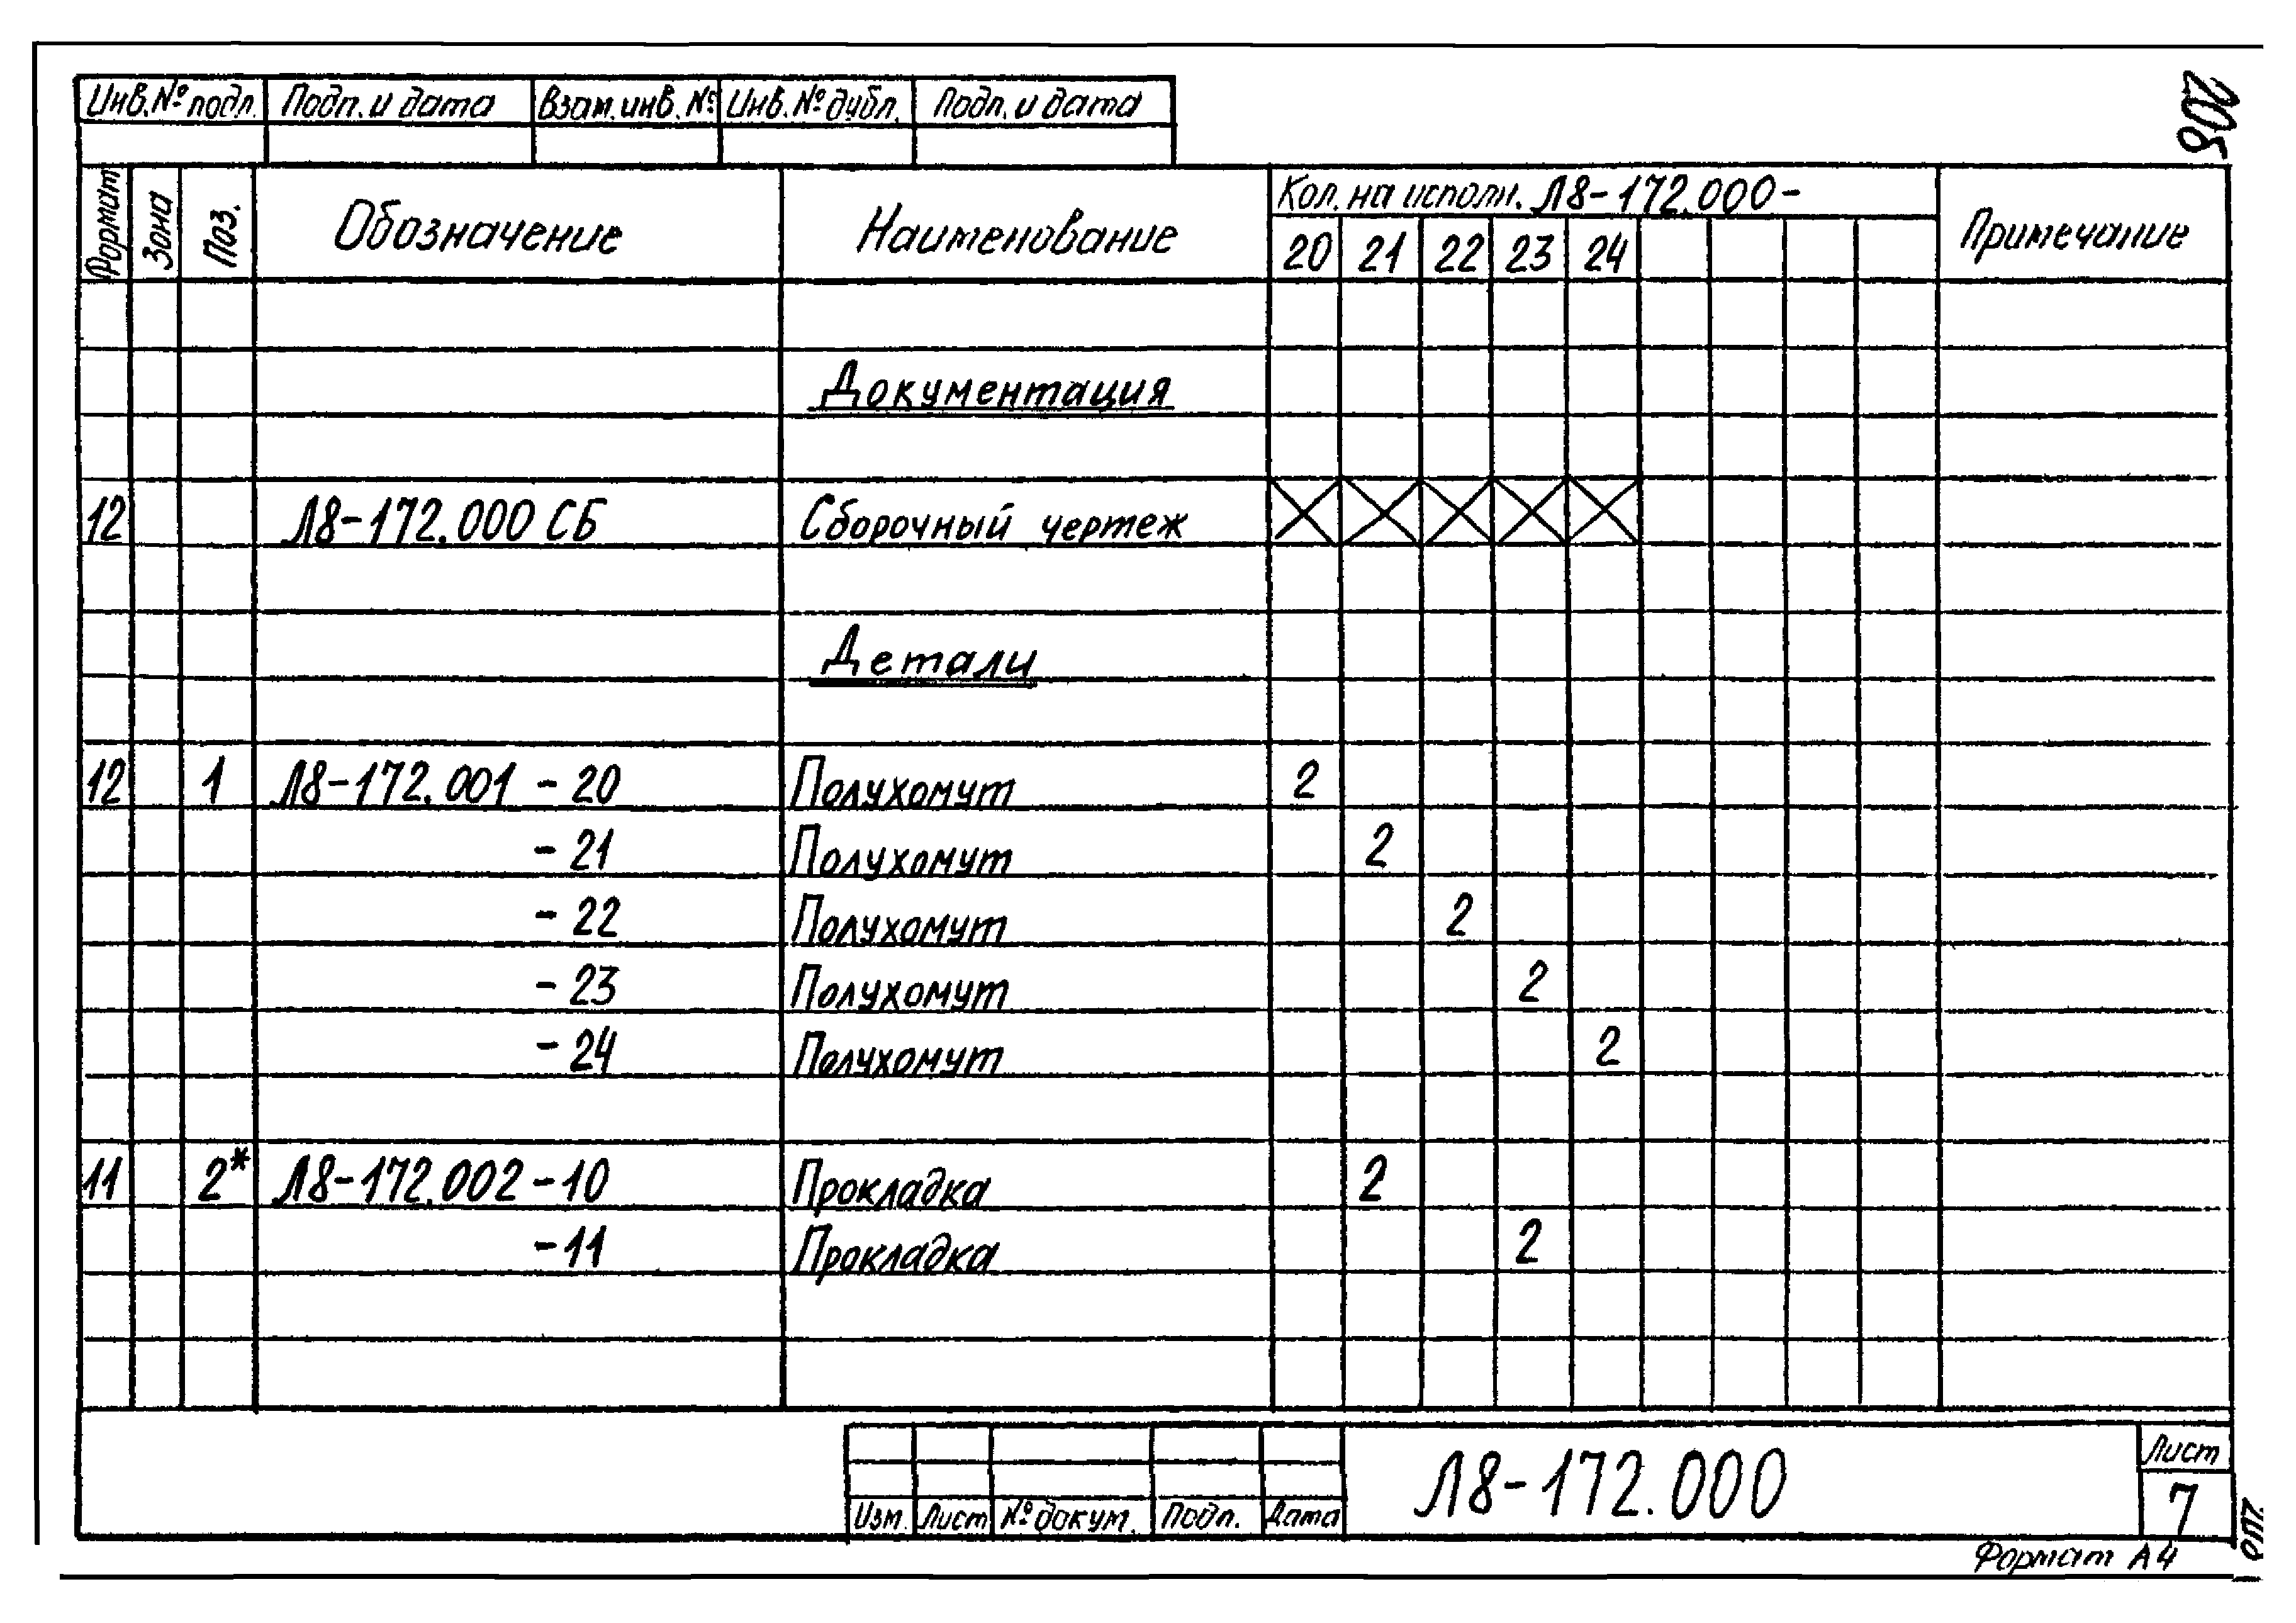 208
Инв.№ подл. Подп. и дата Взам.инв.№ Инв.№ дубл. Подп. и дата
Формат Зона Поз. Обозначение Наименование Кол. на исполн. Л8-172.000- Примечание
20 21 22 23 24
Документация
12 Л8-172.000 СБ Сборочный чертеж
Детали
12 1 Л8-172.001 - 20 Полухомут 2
- 21 Полухомут 2
- 22 Полухомут 2
- 23 Полухомут 2
- 24 Полухомут 2
11 2* Л8-172.002 - 10 Прокладка 2
- 11 Прокладка 2
Изм. Лист № докум. Подп. Дата
Л8-172.000
Лист
7
Формат А4